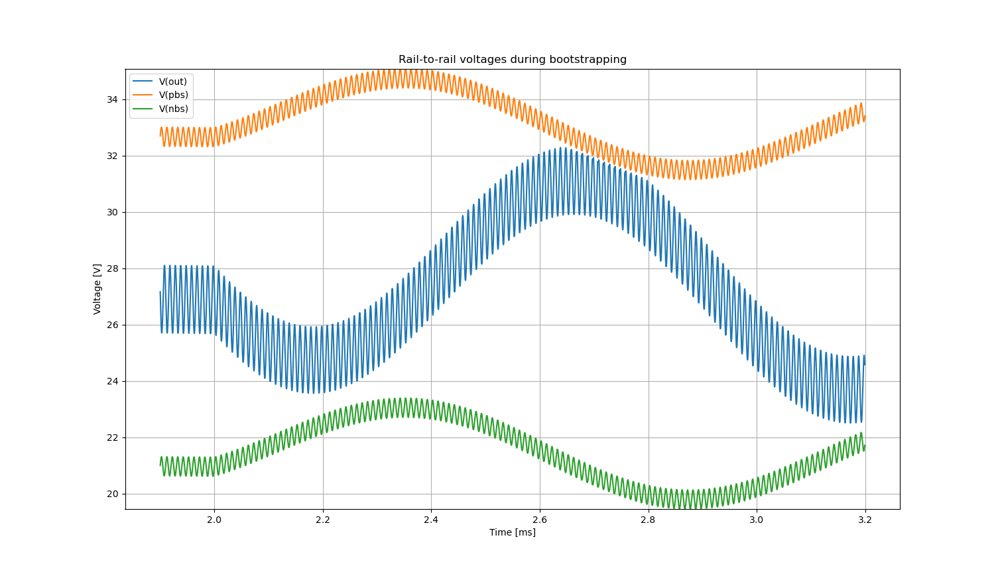 Rail-to-rail voltages during bootstrapping
V(out)
V(pbs)
V(nbs)
34
32
30
28
26
24
22
20
Voltage [V]
2.0 2.2 2.4 2.6 2.8 3.0 3.2
Time [ms]